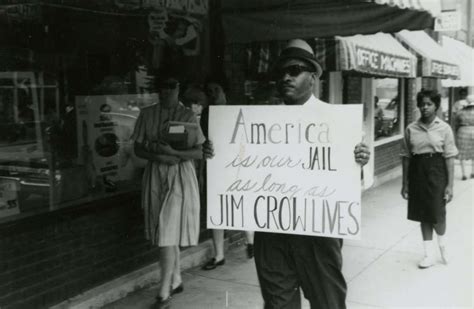 America
is our JAIL
as long as
JIM CROW LIVES
OFFICE MACHINES